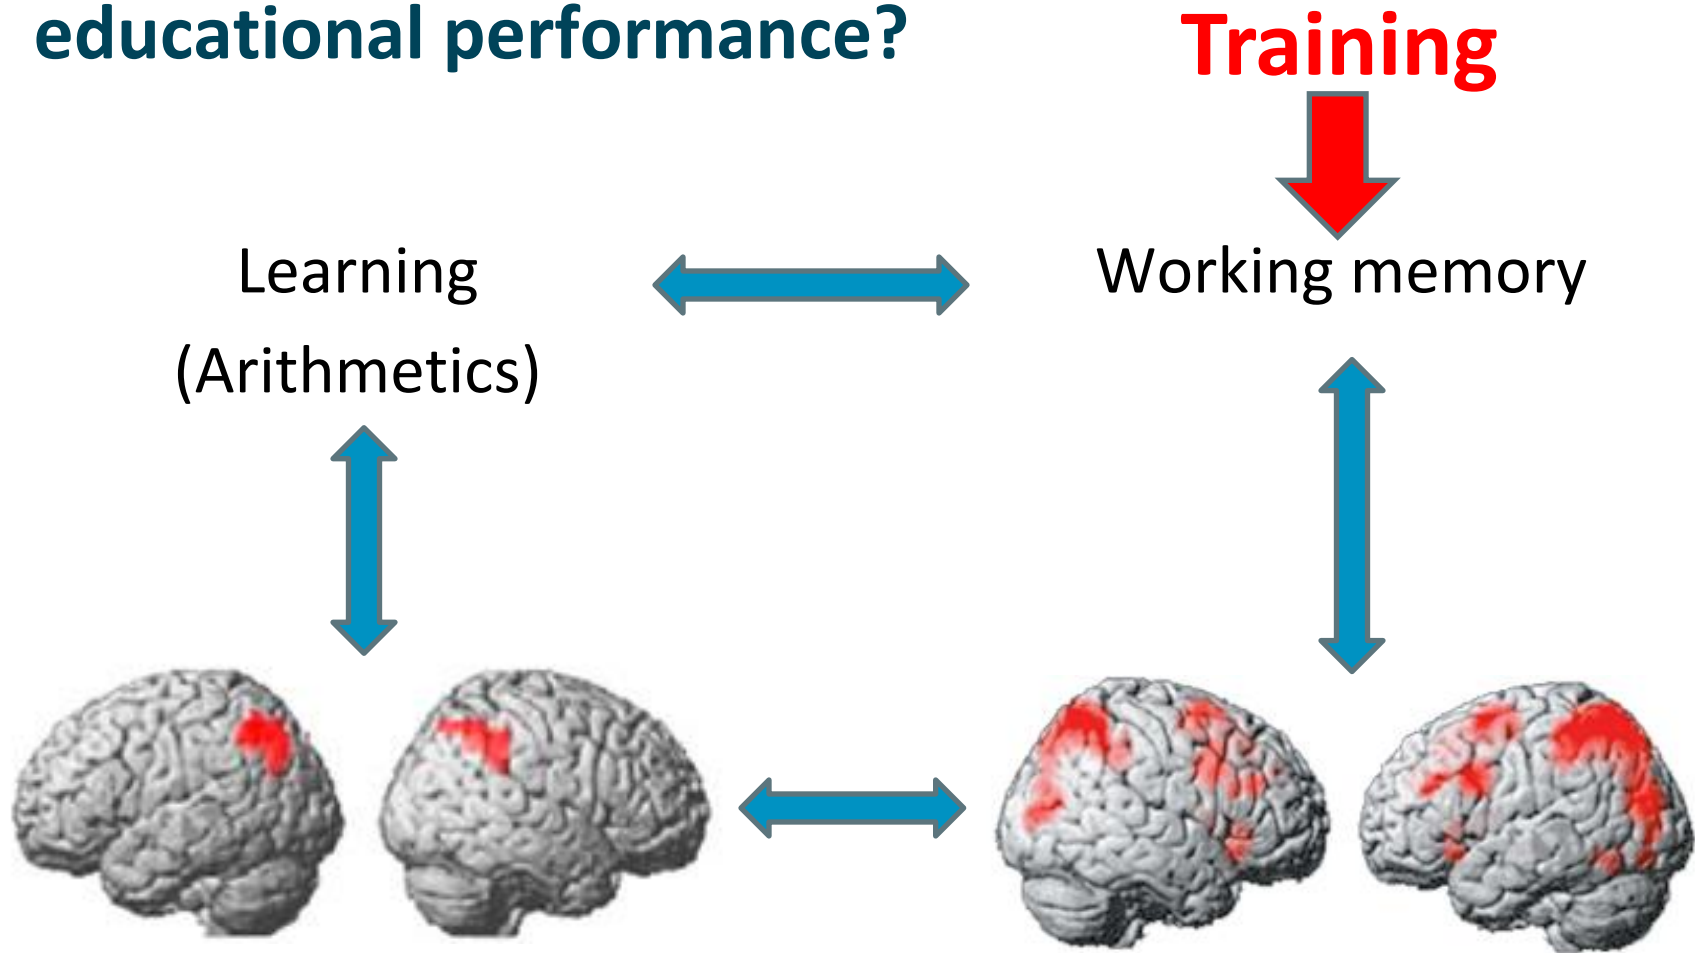 educational performance?
Training
Learning
Working memory
(Arithmetics)